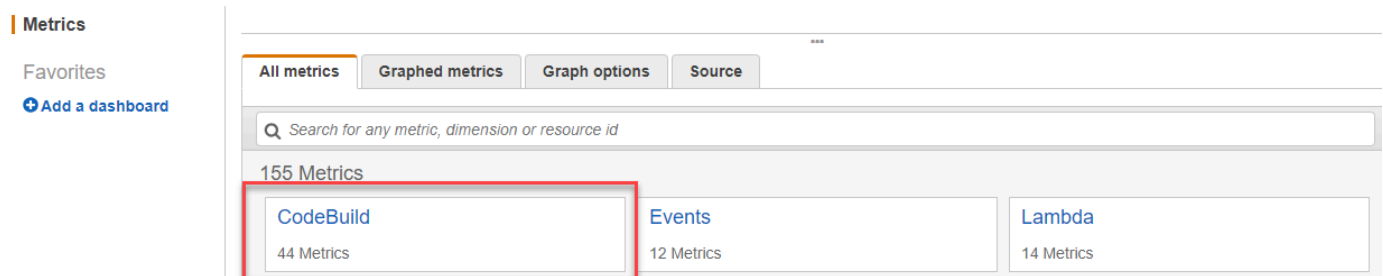 Metrics
Favorites
Add a dashboard
All metrics Graphed metrics Graph options Source
Search for any metric, dimension or resource id
155 Metrics
CodeBuild Events Lambda
44 Metrics 12 Metrics 14 Metrics